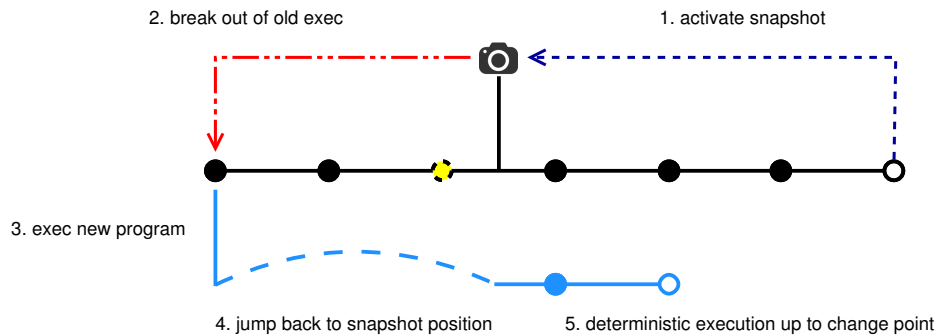 2. break out of old exec
1. activate snapshot
3. exec new program
4. jump back to snapshot position
5. deterministic execution up to change point